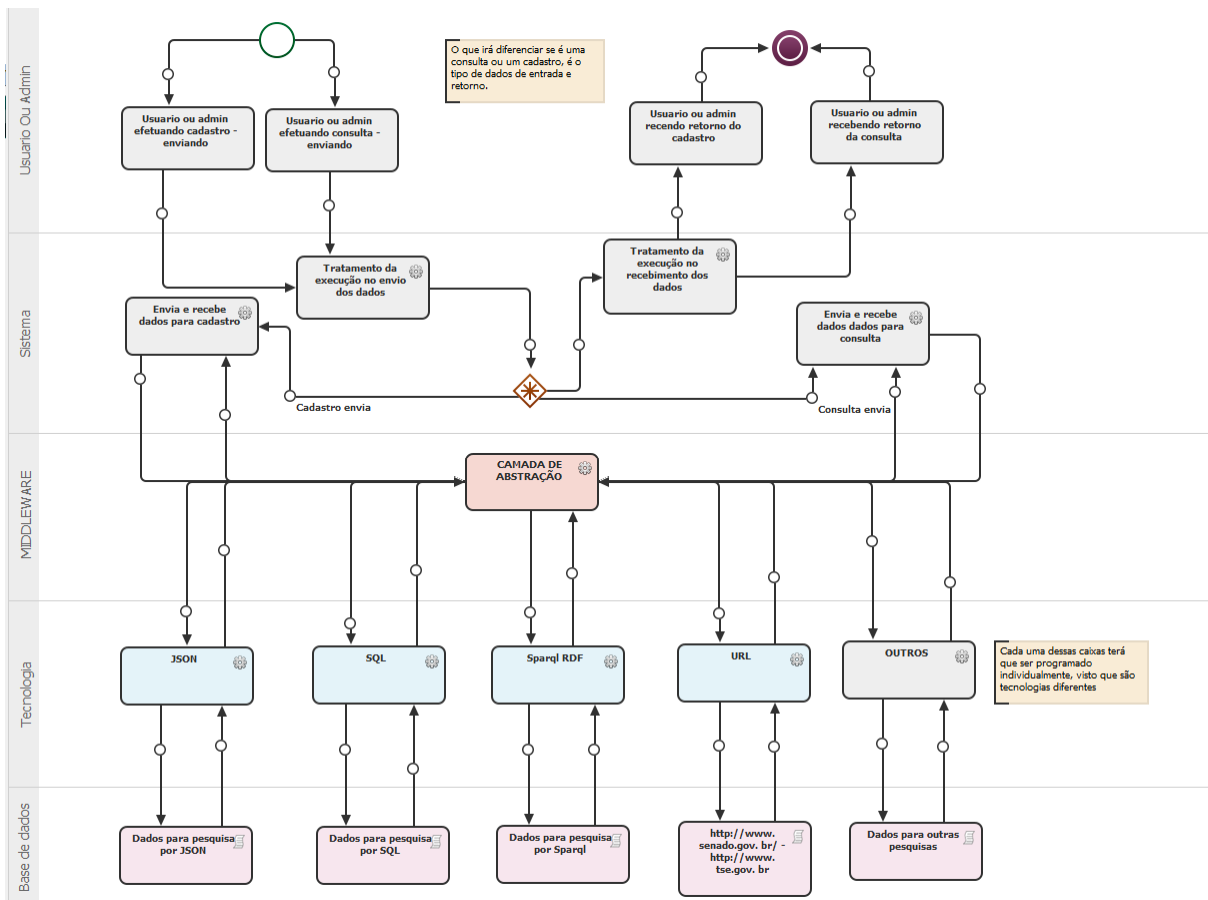 Usuario Ou Admin
O que irá diferenciar se é uma
consulta ou um cadastro, é o
tipo de dados de entrada e
retorno.
Usuario ou admin
efetuando cadastro -
enviando
Usuario ou admin
efetuando consulta -
enviando
Usuario ou admin
recendo retorno do
cadastro
Usuario ou admin
recebendo retorno
da consulta
Sistema
Tratamento da
execução no envio
dos dados
Tratamento da
execução no
recebimento dos
dados
Envia e recebe
dados para cadastro
Envia e recebe
dados dados para
consulta
Cadastro envia
Consulta envia
MIDDLEWARE
CAMADA DE
ABSTRAÇÃO
Tecnologia
JSON
SQL
Sparql RDF
URL
OUTROS
Cada uma dessas caixas terá
que ser programado
individualmente, visto que são
tecnologias diferentes
Base de dados
Dados para pesquisa
por JSON
Dados para pesquisa
por SQL
Dados para pesquisa
por Sparql
http://www.
senado.gov. br/ -
http://www.
tse.gov. br
Dados para outras
pesquisas